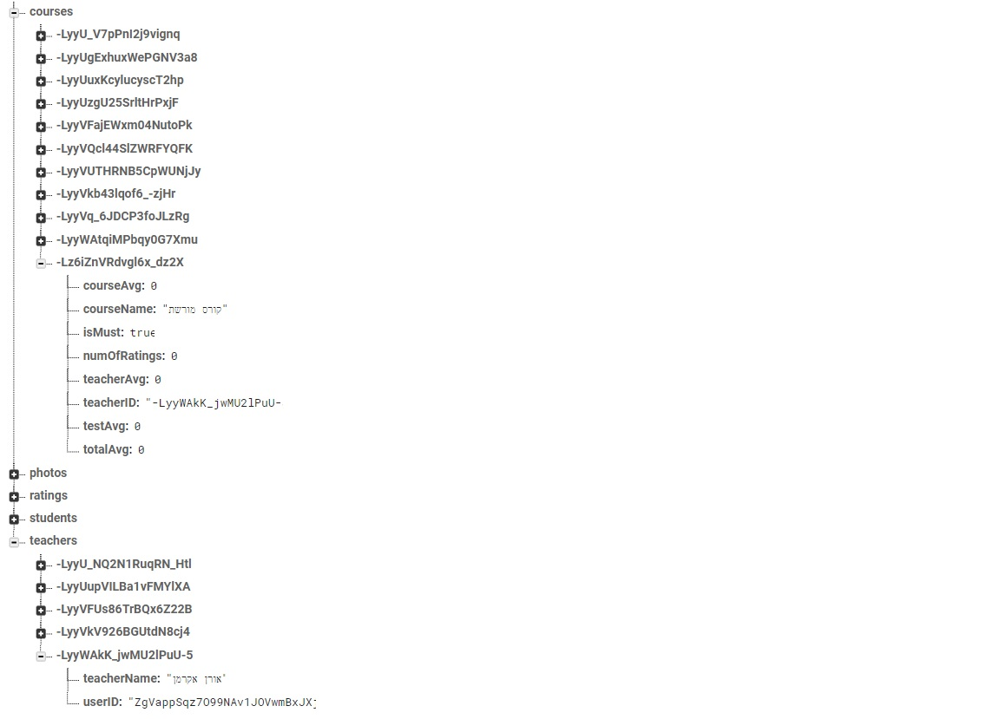 courses
-LyyU_V7pPnI2j9vignq
-LyyUgExhuxWePGNV3a8
-LyyUuxKcylucyscT2hp
-LyyUzgU25SrltHrPxjF
-LyyVFajEWxm04NutoPk
-LyyVQcl44SlZWRFYQFK
-LyyVUTHRNB5CpWUNjJy
-LyyVkb43lqof6_-zjHr
-LyyVq_6JDCP3foJLzRg
-LyyWAtqiMPbqy0G7Xmu
-Lz6iZnVRdvgl6x_dz2X
courseAvg: 0
courseName: "קורס מורשת"
isMust: true
numOfRatings: 0
teacherAvg: 0
teacherID: "-LyyWAkK_jwMU2lPuU-
testAvg: 0
totalAvg: 0
photos
ratings
students
teachers
-LyyU_NQ2N1RuqRN_Htl
-LyyUupVILBa1vFMYlXA
-LyyVFUs86TrBQx6Z22B
-LyyVkV926BGUtdN8cj4
-LyyWAkK_jwMU2lPuU-5
teacherName: "אורן אקרמן"
userID: "ZgVappSqz7O99NAv1JOVwmBxJXj